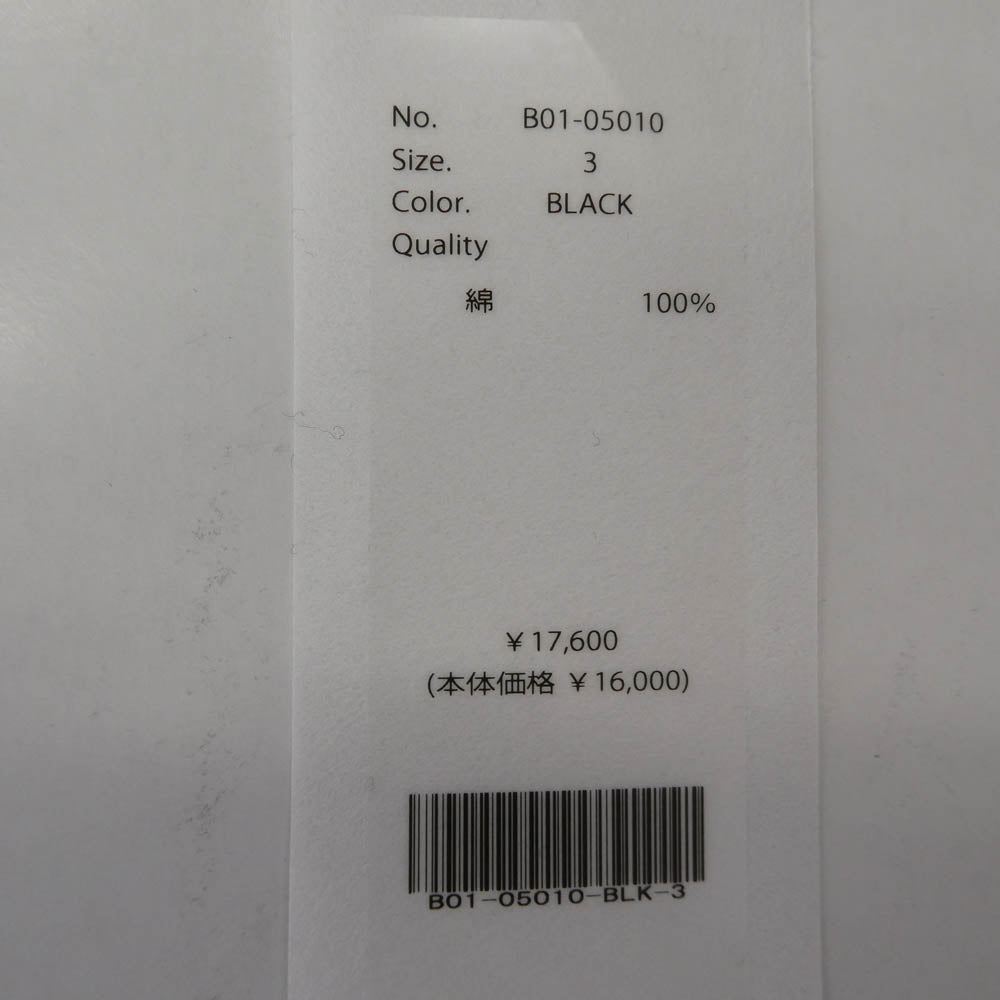 No. B01-05010
Size. 3
Color. BLACK
Quality
綿 100%
¥17,600
(本体価格 ¥16,000)
B01-05010-BLK-3